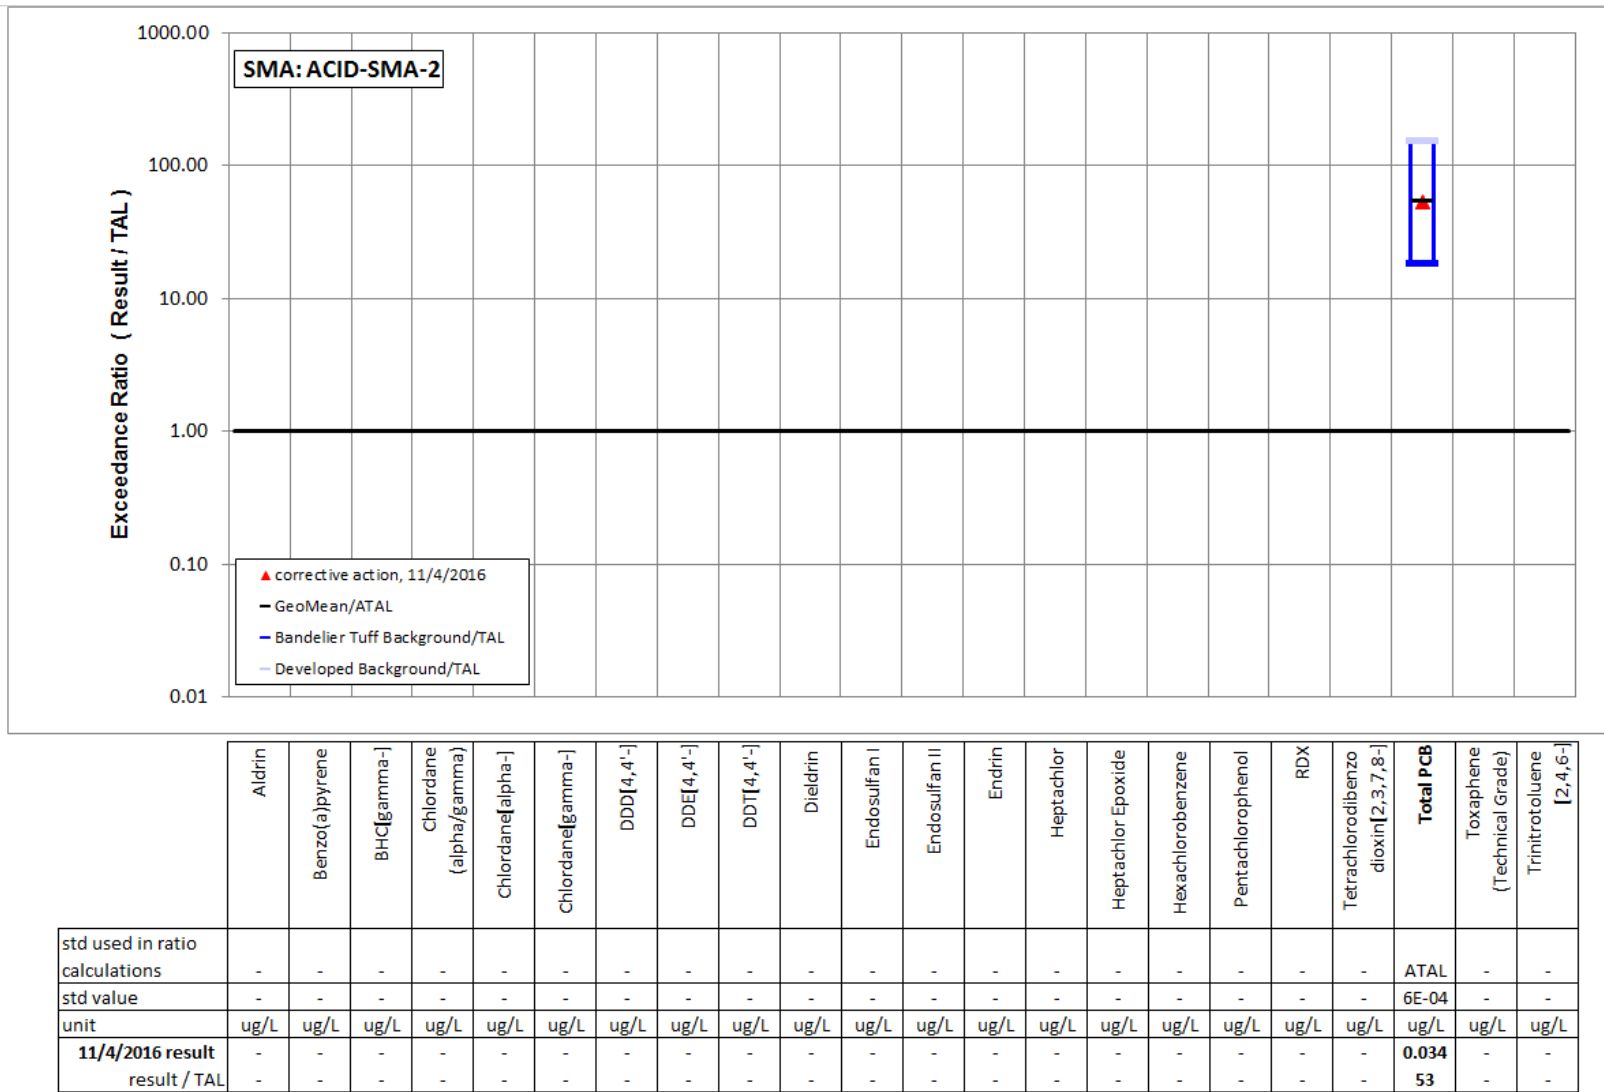 1000.00
SMA: ACID-SMA-2
100.00
10.00
1.00
0.10
0.01
Exceedance Ratio ( Result / TAL )
corrective action, 11/4/2016
GeoMean/ATAL
Bandelier Tuff Background/TAL
Developed Background/TAL
Aldrin
Benzo(a)pyrene
BHC[gamma-]
Chlordane
(alpha/gamma)
Chlordane[alpha-]
Chlordane[gamma-]
DDD[4,4'-]
DDE[4,4'-]
DDT[4,4'-]
Dieldrin
Endosulfan I
Endosulfan II
Endrin
Heptachlor
Heptachlor Epoxide
Hexachlorobenzene
Pentachlorophenol
RDX
Tetrachlorodibenzo
dioxin[2,3,7,8-]
Total PCB
Toxaphene
(Technical Grade)
Trinitrotoluene
[2,4,6-]
std used in ratio
calculations - - - - - - - - - - - - - - - - - - - ATAL - -
std value - - - - - - - - - - - - - - - - - - - 6E-04 - -
unit ug/L ug/L ug/L ug/L ug/L ug/L ug/L ug/L ug/L ug/L ug/L ug/L ug/L ug/L ug/L ug/L ug/L ug/L ug/L ug/L ug/L ug/L
11/4/2016 result - - - - - - - - - - - - - - - - - - - 0.034 - -
result / TAL - - - - - - - - - - - - - - - - - - - 53 - -